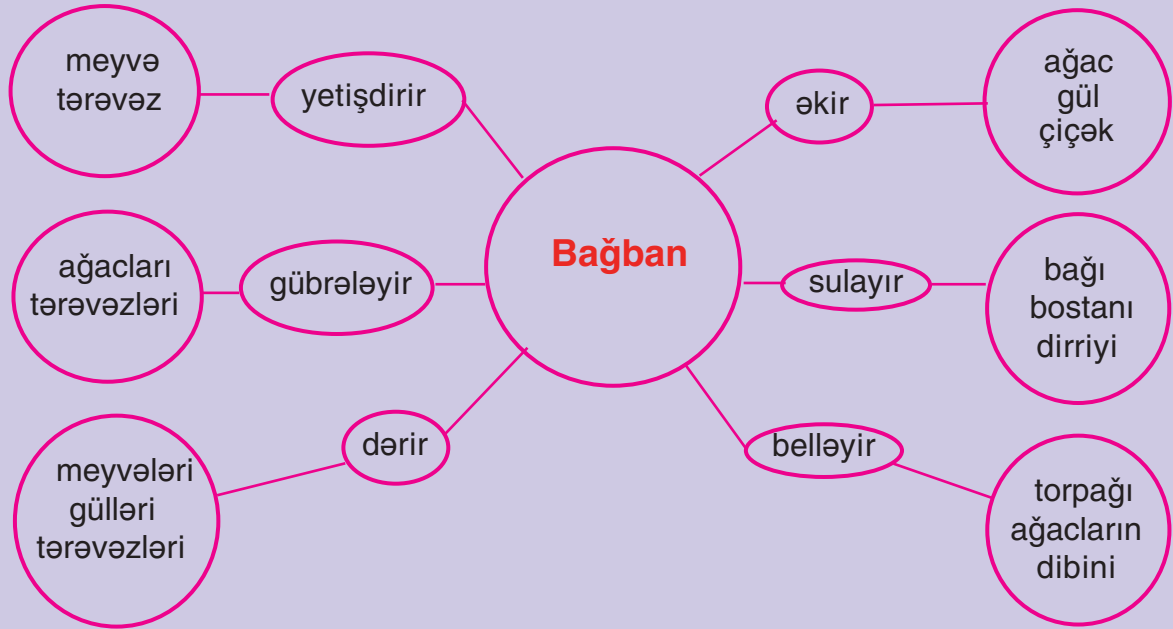 meyvə
tərəvəz
yetişdirir
əkir
ağac
gül
çiçək
Bağban
ağacları
tərəvəzləri
gübrələyir
sulayır
bağı
bostanı
dirriyi
meyvələri
gülləri
tərəvəzləri
dərir
belləyir
torpağı
ağacların
dibini